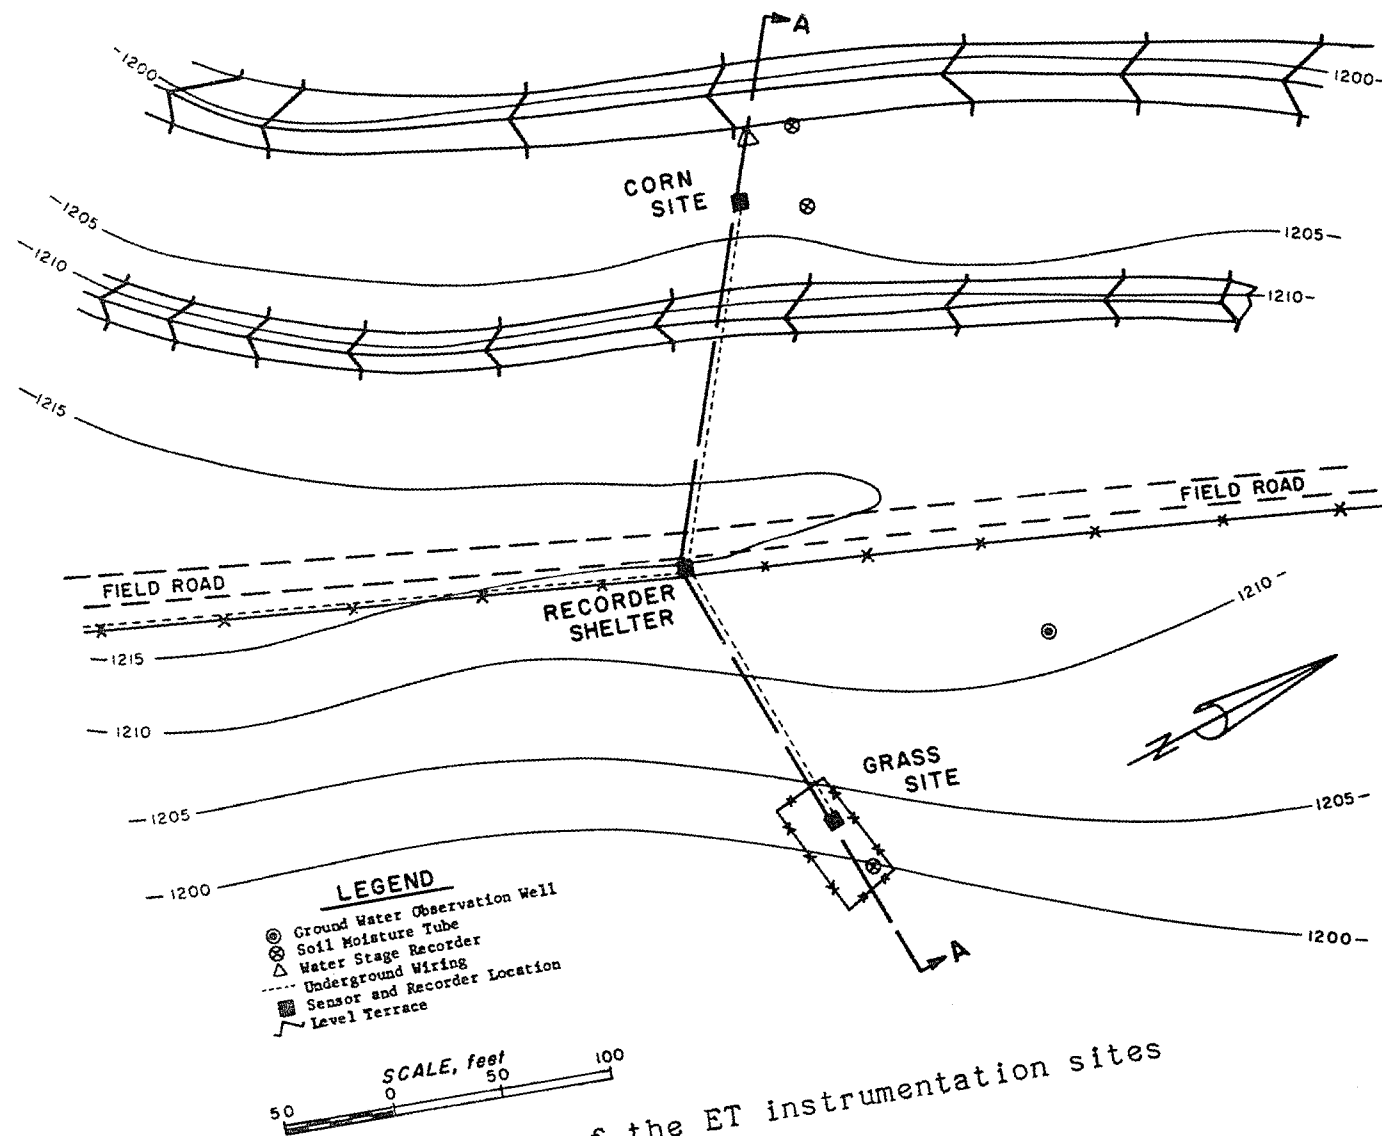 A
1200
1200
CORN
SITE
1205
1205
1210
1210
1215
FIELD ROAD
FIELD ROAD
RECORDER
SHELTER
1215
1210
1210
N
GRASS
SITE
1205
1205
1200
1200
A
LEGEND
Ground Water Observation Well
Soil Moisture Tube
Water Stage Recorder
Underground Wiring
Sensor and Recorder Location
Level Terrace
SCALE, feet
50 0 50 100
the ET instrumentation sites